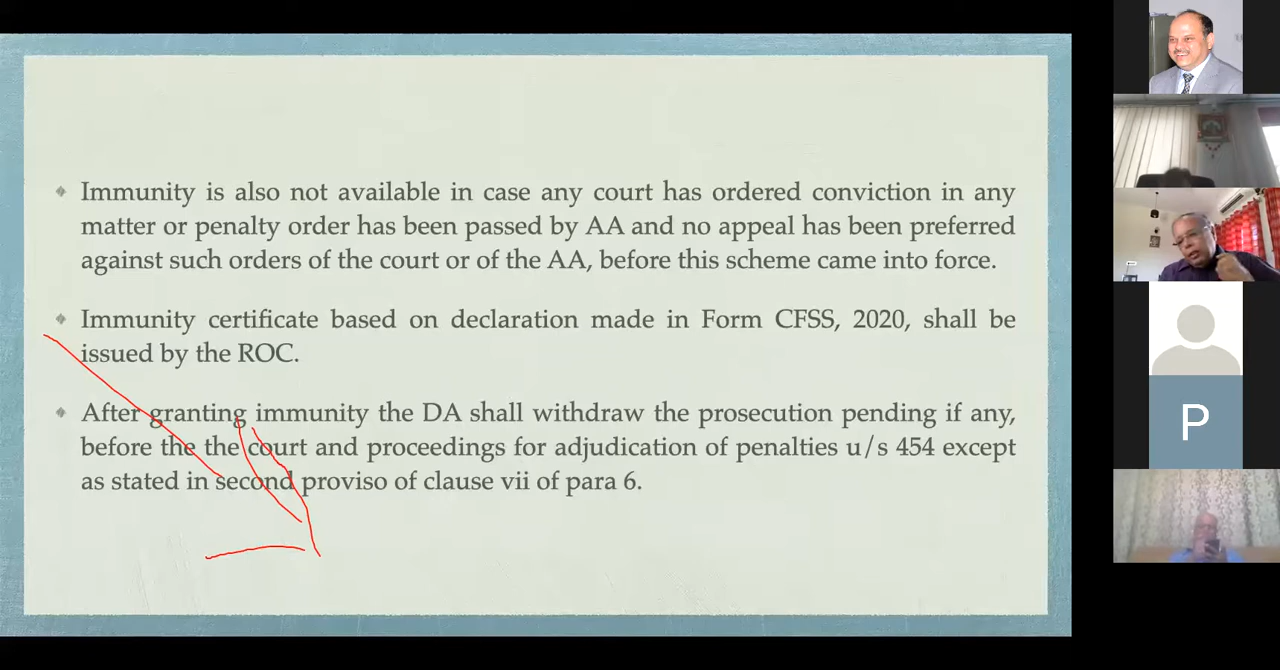 Immunity is also not available in case any court has ordered conviction in any
matter or penalty order has been passed by AA and no appeal has been preferred
against such orders of the court or of the AA, before this scheme came into force.
Immunity certificate based on declaration made in Form CFSS, 2020, shall be
issued by the ROC.
After granting immunity the DA shall withdraw the prosecution pending if any,
before the the court and proceedings for adjudication of penalties u/s 454 except
as stated in second proviso of clause vii of para 6.
P